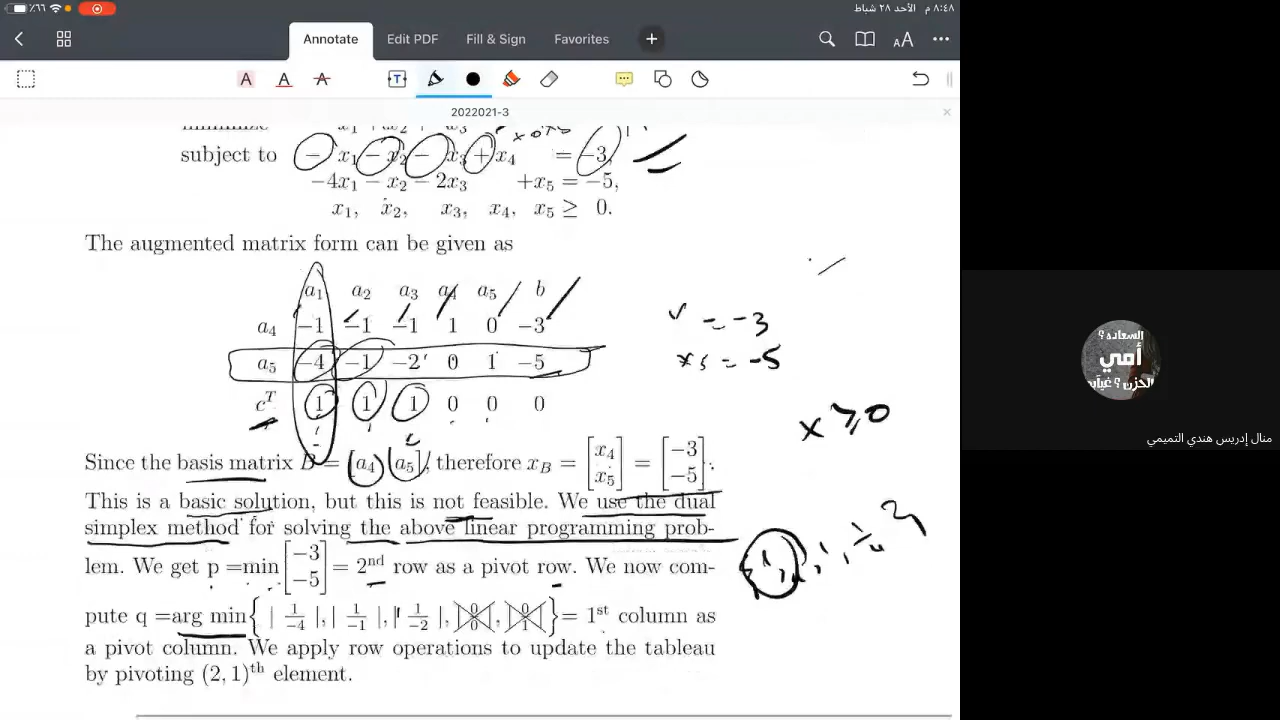 ٪٦٦ ٨:٤٨ م الأحد ٢٨ شباط
Annotate Edit PDF Fill & Sign Favorites
AA
2022021-3
minimize
subject to − x1 − x2 − x3 + x4 = −3,
−4x1 − x2 − 2x3 +x5 = −5,
x1, x2, x3, x4, x5 ≥ 0.
The augmented matrix form can be given as
a1 a2 a3 a4 a5 b
a4 −1 −1 −1 1 0 −3
a5 −4 −1 −2 0 1 −5
c^T 1 1 1 0 0 0
= −3
x5 = −5
x ≥ 0
Since the basis matrix B = [a4 a5], therefore xB = [x4 x5] = [−3 −5].
This is a basic solution, but this is not feasible. We use the dual
simplex method for solving the above linear programming prob-
lem. We get p =min [−3 −5] = 2nd row as a pivot row. We now com-
pute q =arg min{ | 1/−4 |, | 1/−1 |, | 1/−2 |, 0/0, 0/1 } = 1st column as
a pivot column. We apply row operations to update the tableau
by pivoting (2, 1)th element.
السعادة ؟
أمي
الحزن ؟ غيابه
منال إدريس هندي التميمي